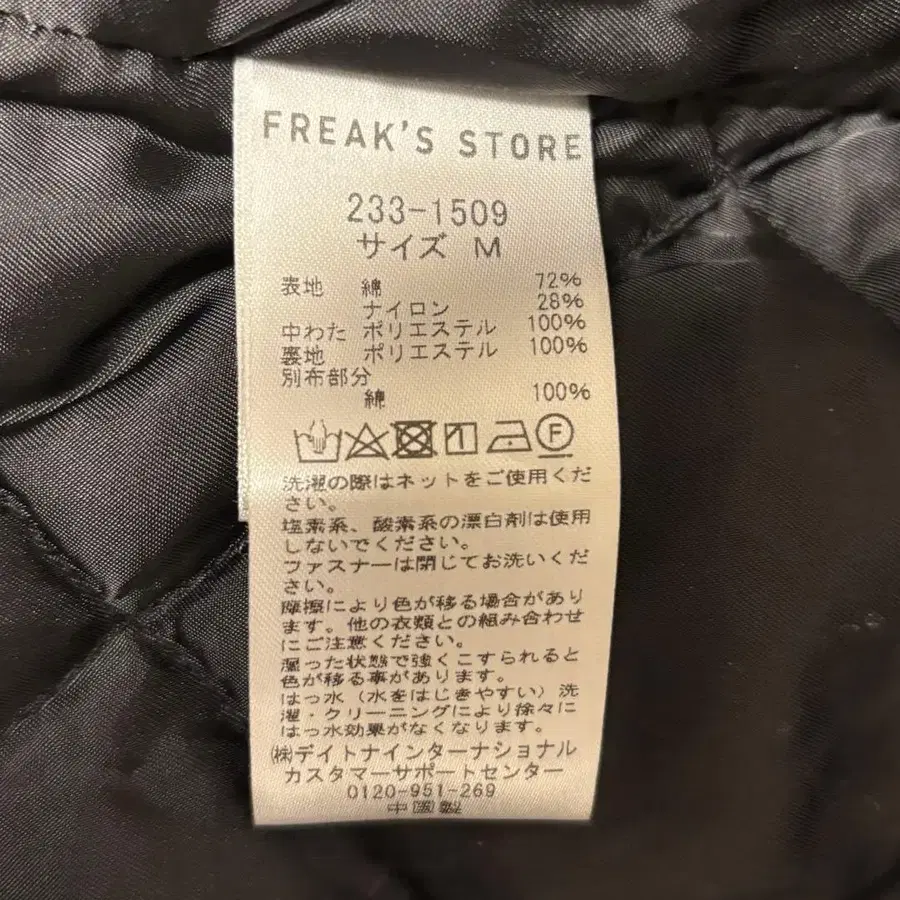 FREAK'S STORE
233-1509
サイズ M
表地 綿 72%
ナイロン 28%
中わた ポリエステル 100%
裏地 ポリエステル 100%
別布部分
綿 100%
F
洗濯の際はネットをご使用くだ
さい。
塩素系、酸素系の漂白剤は使用
しないでください。
ファスナーは閉じてお洗いくだ
さい。
摩擦により色が移る場合があり
ます。他の衣類との組み合わせ
にご注意ください。
湿った状態で強くこすられると
色が移る事があります。
はっ水（水をはじきやすい）洗
濯・クリーニングにより徐々に
はっ水効果がなくなります。
㈱デイトナインターナショナル
カスタマーサポートセンター
0120-951-269
中国製